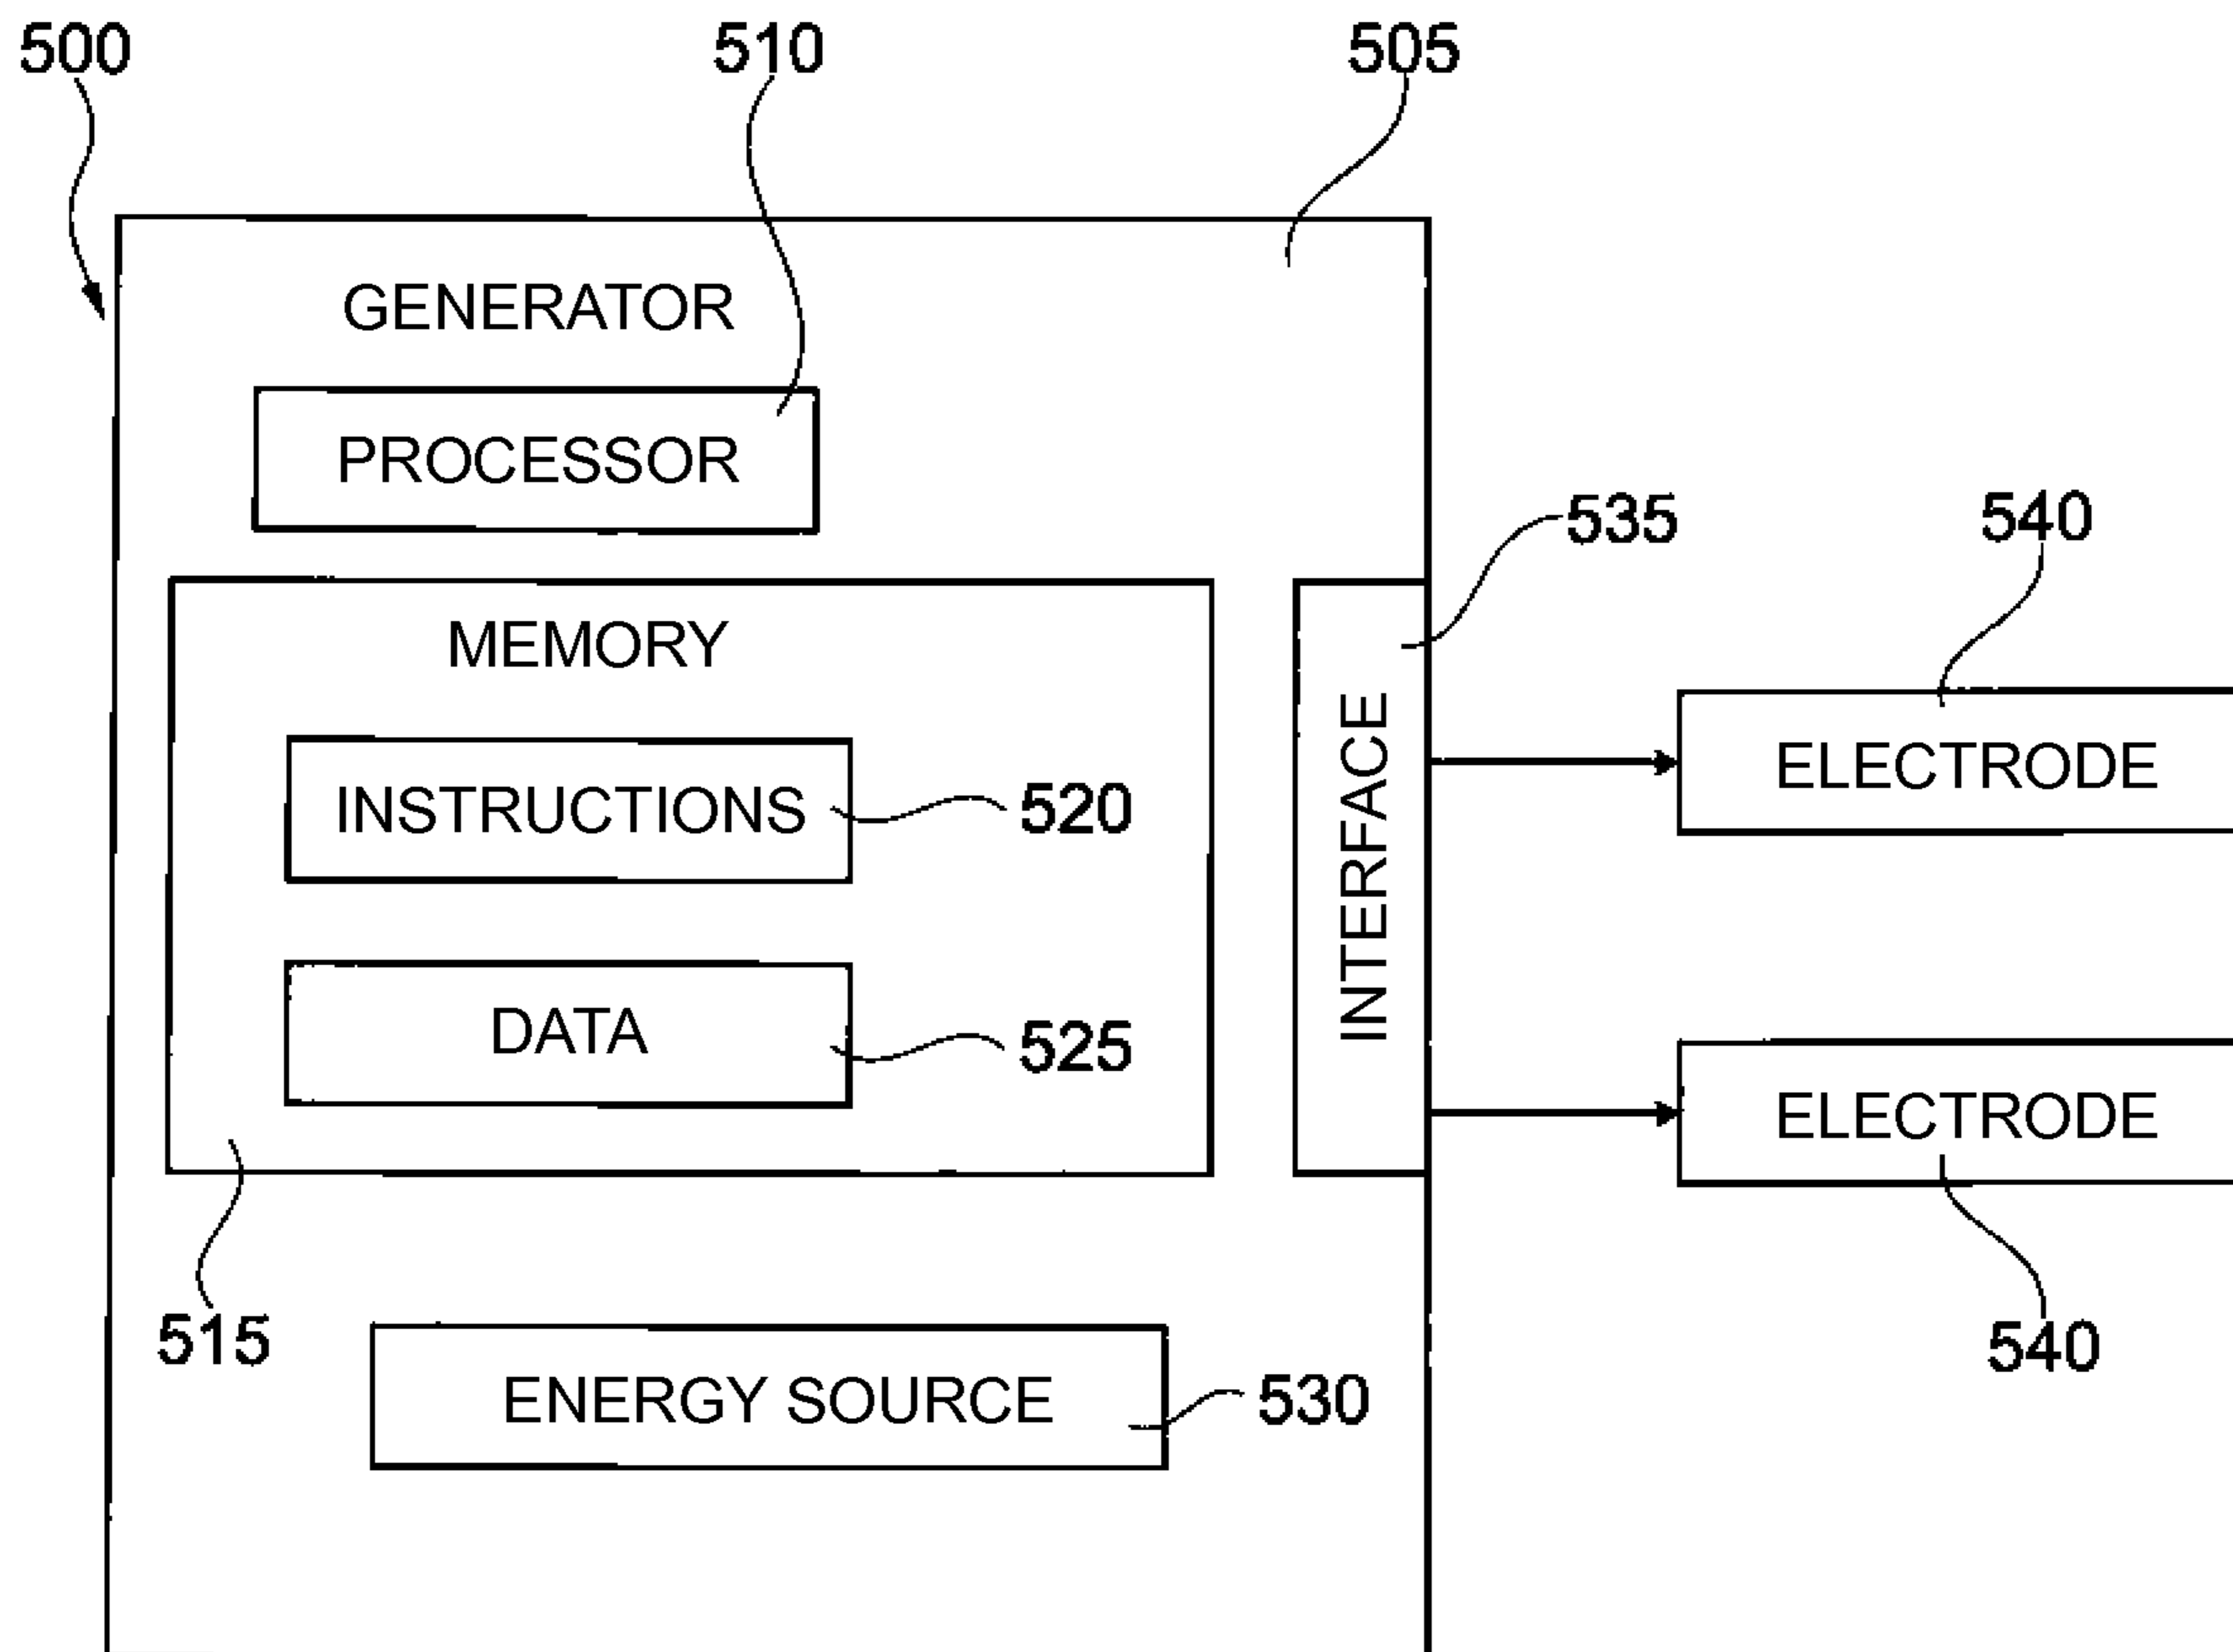 500
510
505
GENERATOR
PROCESSOR
535
540
MEMORY
INTERFACE
ELECTRODE
INSTRUCTIONS
520
DATA
525
ELECTRODE
515
540
ENERGY SOURCE
530